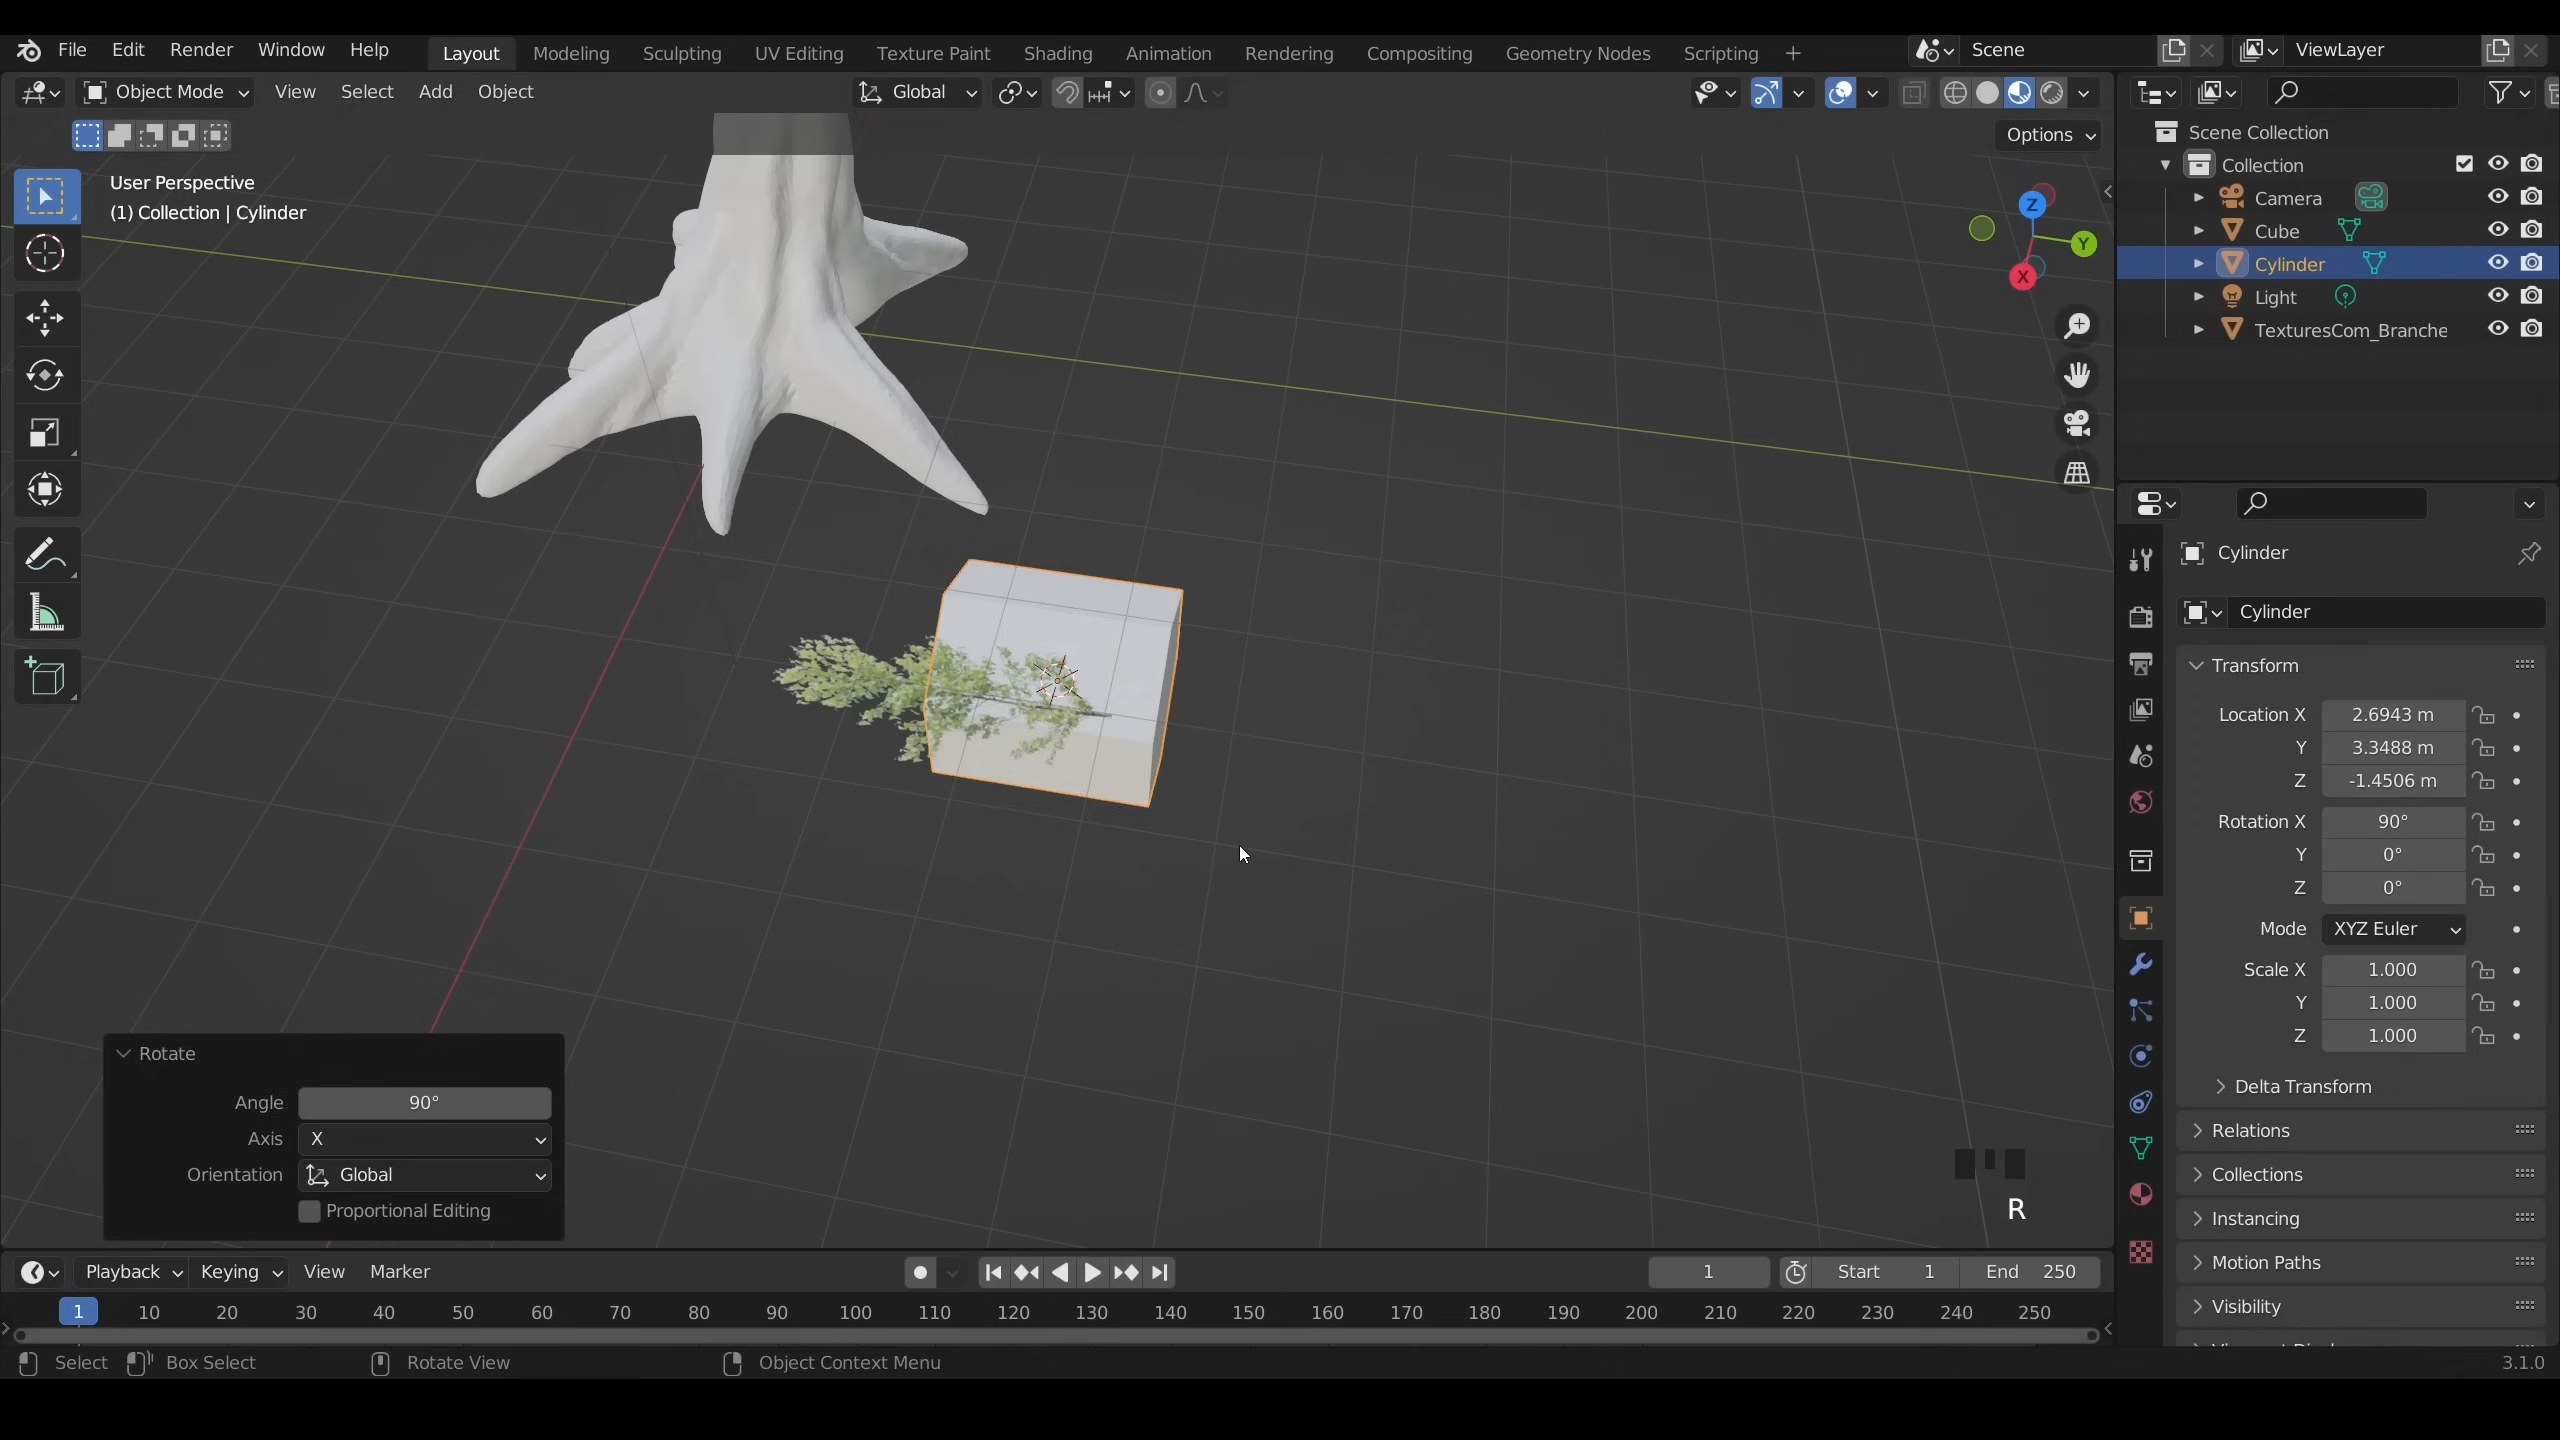 File Edit Render Window Help Layout Modeling Sculpting UV Editing Texture Paint Shading Animation Rendering Compositing Geometry Nodes Scripting + Scene ViewLayer
Object Mode View Select Add Object Global
Options
User Perspective
(1) Collection | Cylinder
Z
Y
X
Scene Collection
Collection
Camera
Cube
Cylinder
Light
TexturesCom_Branche
Cylinder
Cylinder
Transform
Location X 2.6943 m
Y 3.3488 m
Z -1.4506 m
Rotation X 90°
Y 0°
Z 0°
Mode XYZ Euler
Scale X 1.000
Y 1.000
Z 1.000
Delta Transform
Relations
Collections
Instancing
Motion Paths
Visibility
Rotate
Angle 90°
Axis X
Orientation Global
Proportional Editing
R
Playback Keying View Marker 1 Start 1 End 250
1 10 20 30 40 50 60 70 80 90 100 110 120 130 140 150 160 170 180 190 200 210 220 230 240 250
Select Box Select Rotate View Object Context Menu 3.1.0